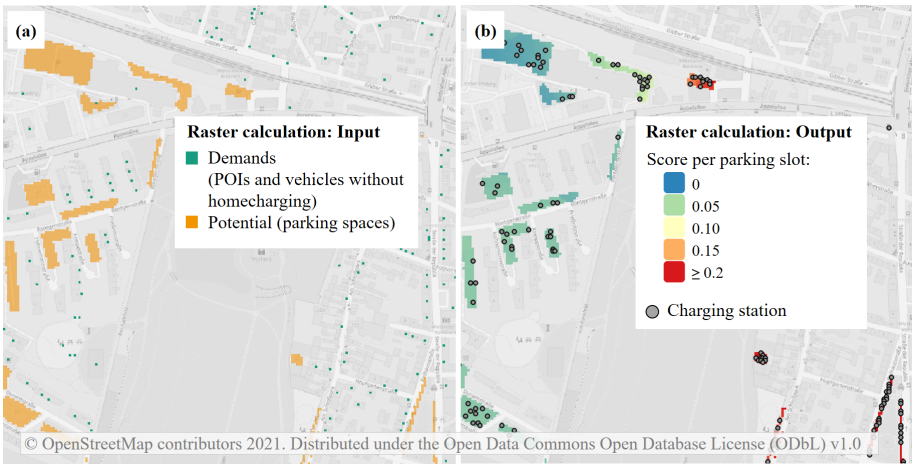 (a)
Raster calculation: Input
Demands
(POIs and vehicles without
homecharging)
Potential (parking spaces)
(b)
Raster calculation: Output
Score per parking slot:
0
0.05
0.10
0.15
≥ 0.2
Charging station
© OpenStreetMap contributors 2021. Distributed under the Open Data Commons Open Database License (ODbL) v1.0